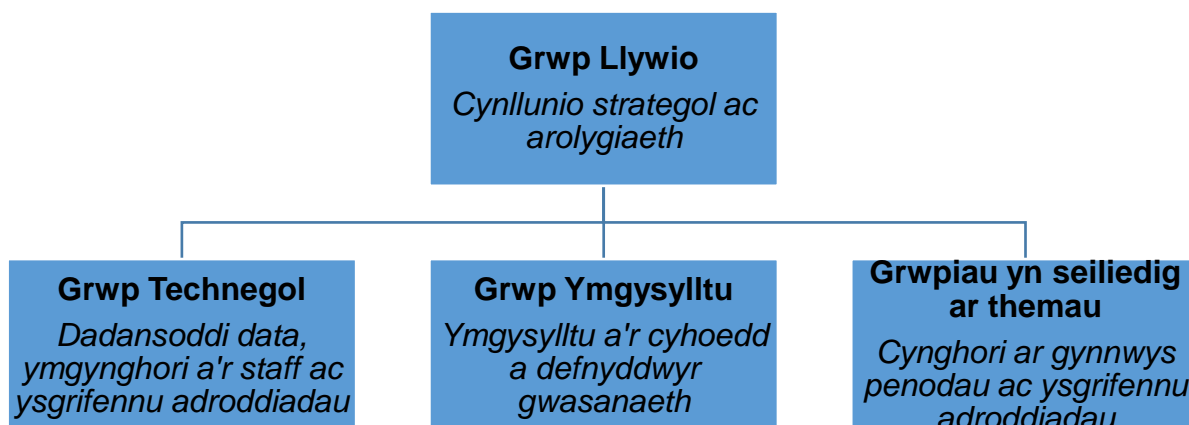 Grwp Llywio
Cynllunio strategol ac
arolygiaeth
Grwp Technegol
Dadansoddi data,
ymgynghori a'r staff ac
ysgrifennu adroddiadau
Grwp Ymgysylltu
Ymgysylltu a'r cyhoedd
a defnyddwyr
gwasanaeth
Grwpiau yn seiliedig
ar themau
Cynghori ar gynnwys
penodau ac ysgrifennu
adroddiadau